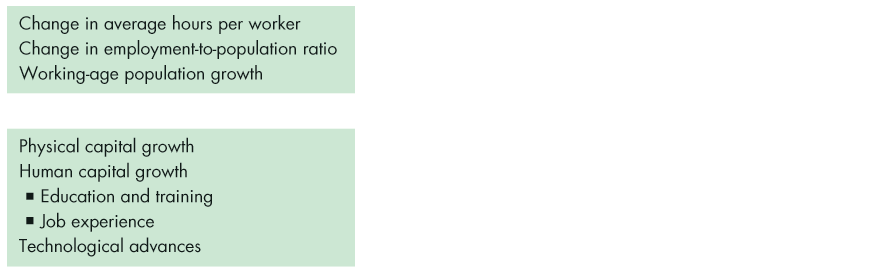 Change in average hours per worker
Change in employment-to-population ratio
Working-age population growth
Physical capital growth
Human capital growth
▪ Education and training
▪ Job experience
Technological advances